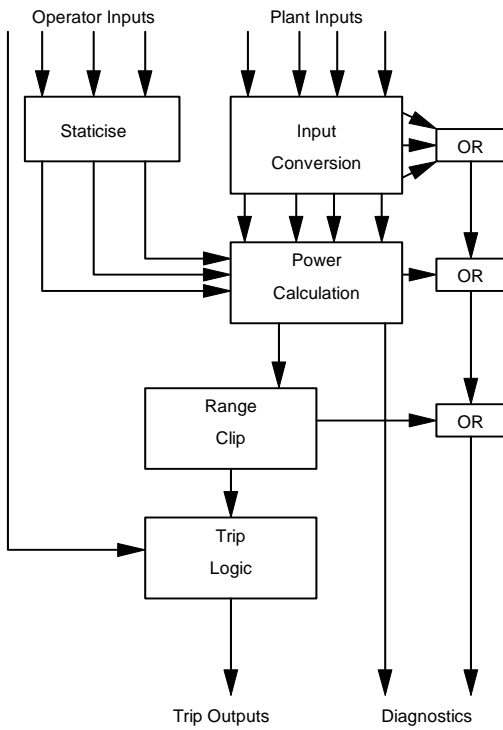 Operator Inputs
Plant Inputs
Staticise
Input
Conversion
OR
Power
Calculation
OR
Range
Clip
OR
Trip
Logic
Trip Outputs
Diagnostics